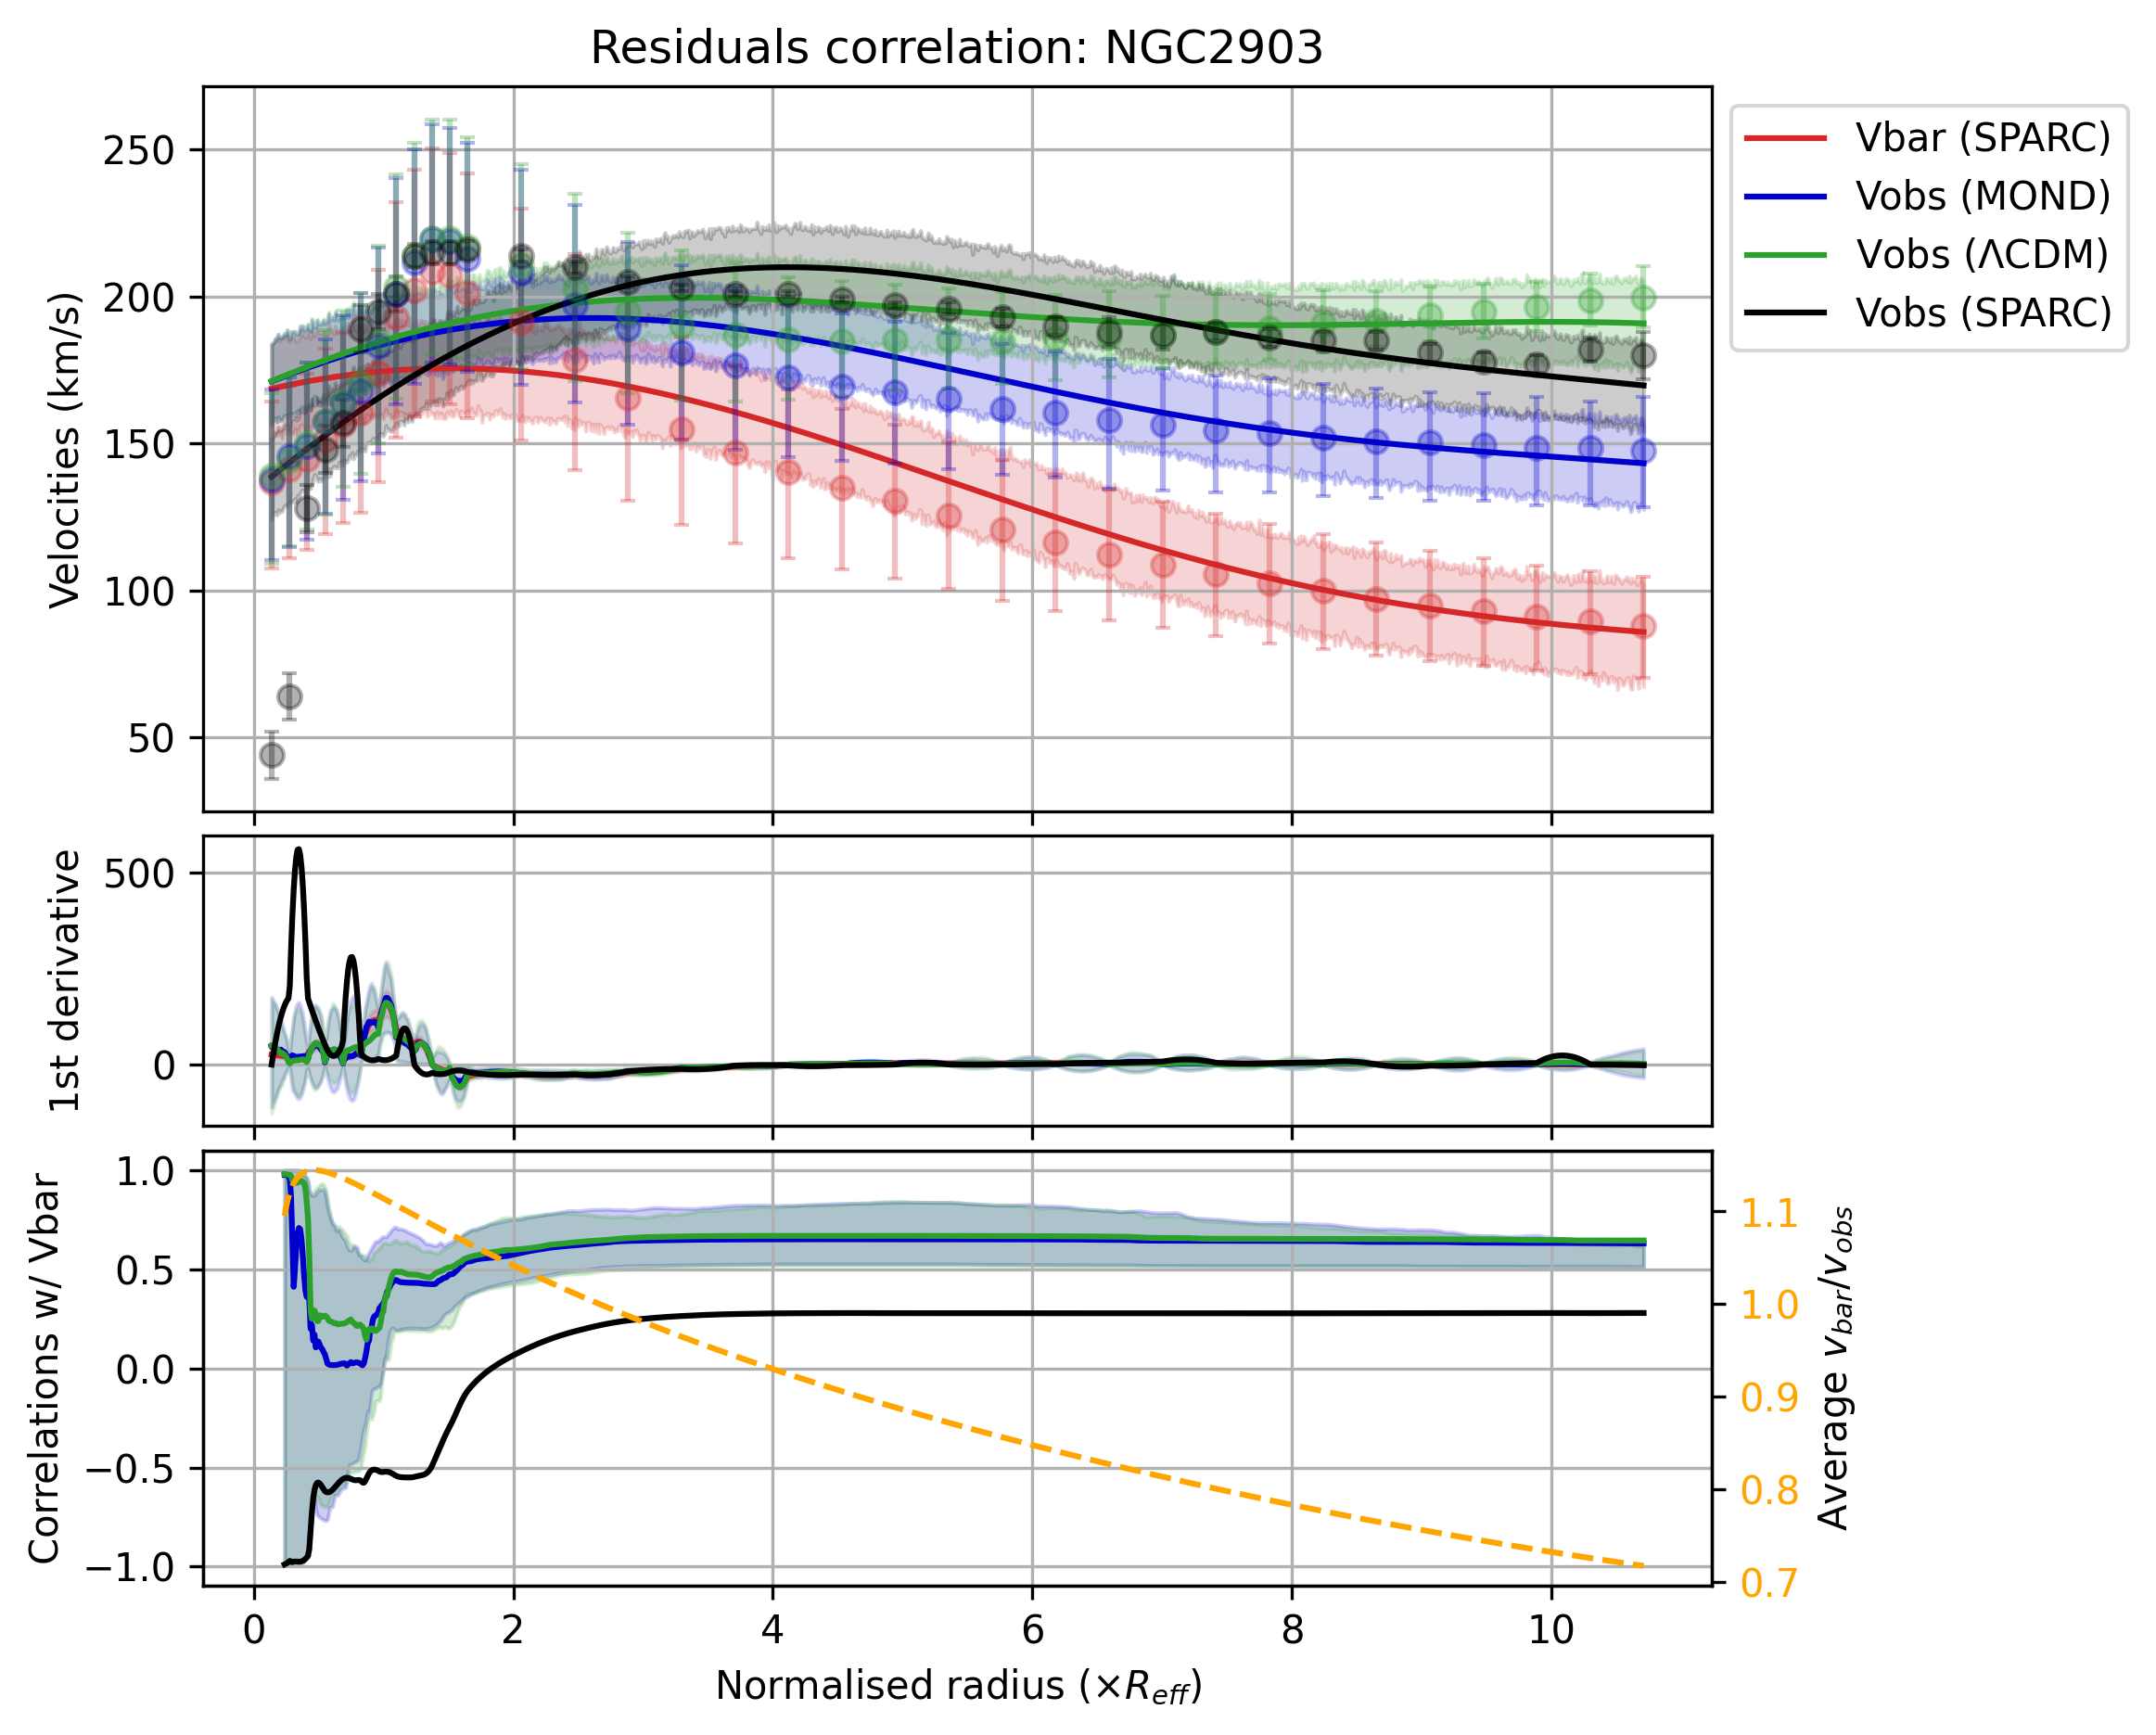 Residuals correlation: NGC2903
250
200
150
100
50
Velocities (km/s)
Vbar (SPARC)
Vobs (MOND)
Vobs (ΛCDM)
Vobs (SPARC)
500
0
1st derivative
1.0
0.5
0.0
−0.5
−1.0
Correlations w/ Vbar
1.1
1.0
0.9
0.8
0.7
Average v_bar/v_obs
0 2 4 6 8 10
Normalised radius (×R_eff)